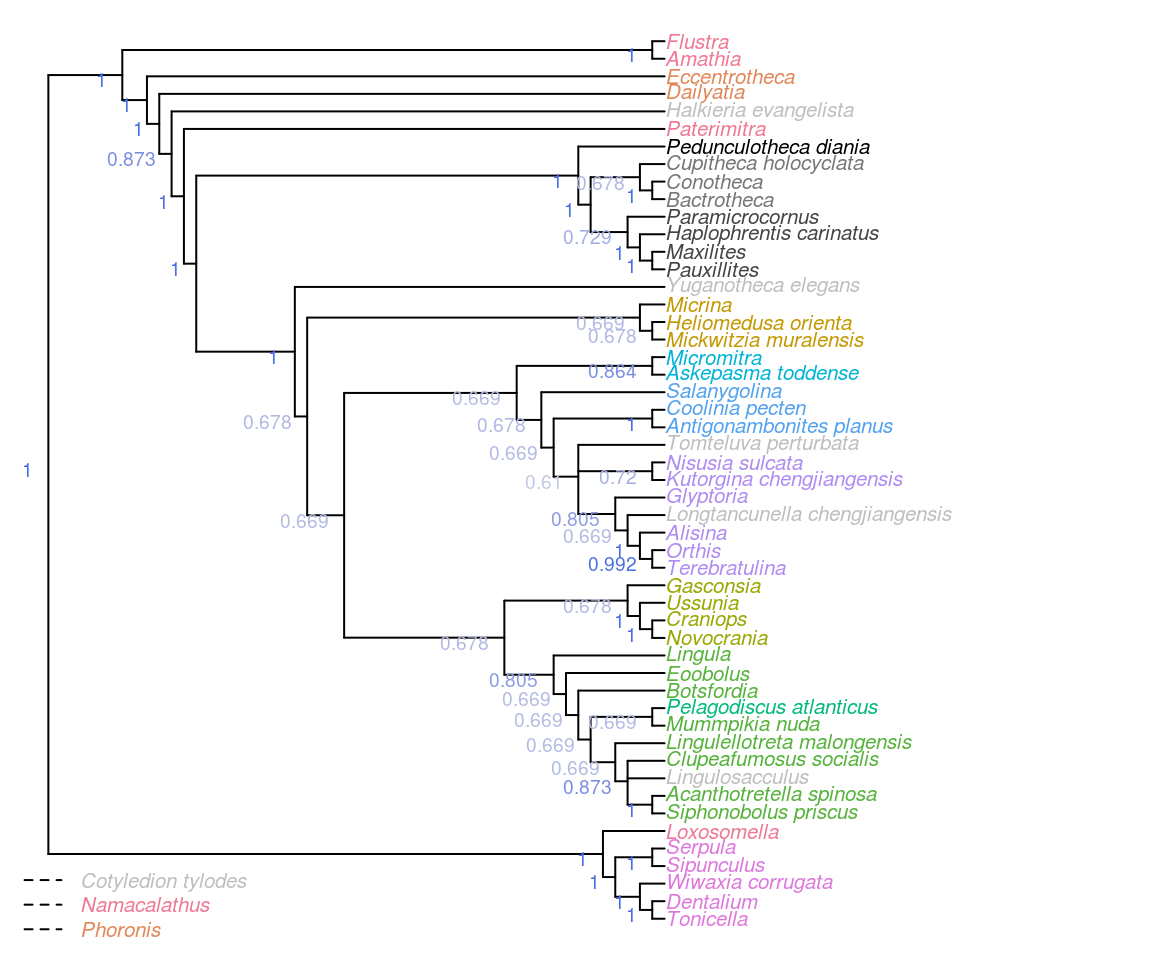 Flustra
1
Amathia
1
Eccentrotheca
Dailyatia
1
Halkieria evangelista
1
Paterimitra
0.873
Pedunculotheca diania
Cupitheca holocyclata
1
0.678
Conotheca
1
Bactrotheca
1
1
Paramicrocornus
Haplophrentis carinatus
0.729
Maxilites
1
1
1
Pauxillites
Yuganotheca elegans
Micrina
Heliomedusa orienta
0.669
Mickwitzia muralensis
0.678
1
Micromitra
0.864
Askepasma toddense
Salanygolina
0.669
Coolinia pecten
0.678
0.678
1
Antigonambonites planus
Tomteluva perturbata
0.669
Nisusia sulcata
1
0.61
0.72
Kutorgina chengjiangensis
Glyptoria
Longtancunella chengjiangensis
0.669
0.805
Alisina
0.669
Orthis
1
0.992
Terebratulina
Gasconsia
Ussunia
0.678
Craniops
1
1
Novocrania
0.678
Lingula
Eoobolus
0.805
Botsfordia
0.669
Pelagodiscus atlanticus
0.669
0.669
Mummpikia nuda
Lingulellotreta malongensis
0.669
Clupeafumosus socialis
0.669
Lingulosacculus
0.873
Acanthotretella spinosa
1
Siphonobolus priscus
Loxosomella
Serpula
1
1
Sipunculus
Cotyledion tylodes
1
Wiwaxia corrugata
Namacalathus
1
Dentalium
1
Tonicella
Phoronis